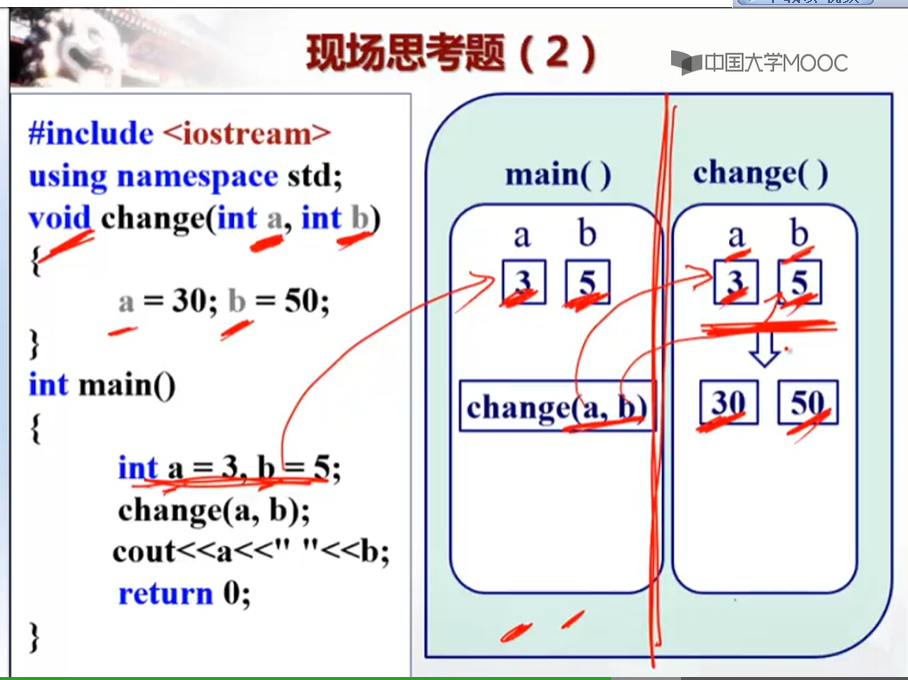 现场思考题（2）
中国大学MOOC
#include <iostream>
using namespace std;
void change(int a, int b)
{
a = 30; b = 50;
}
int main()
{
int a = 3, b = 5;
change(a, b);
cout<<a<<" "<<b;
return 0;
}
main( )
a b
3 5
change(a, b)
change( )
a b
3 5
30 50